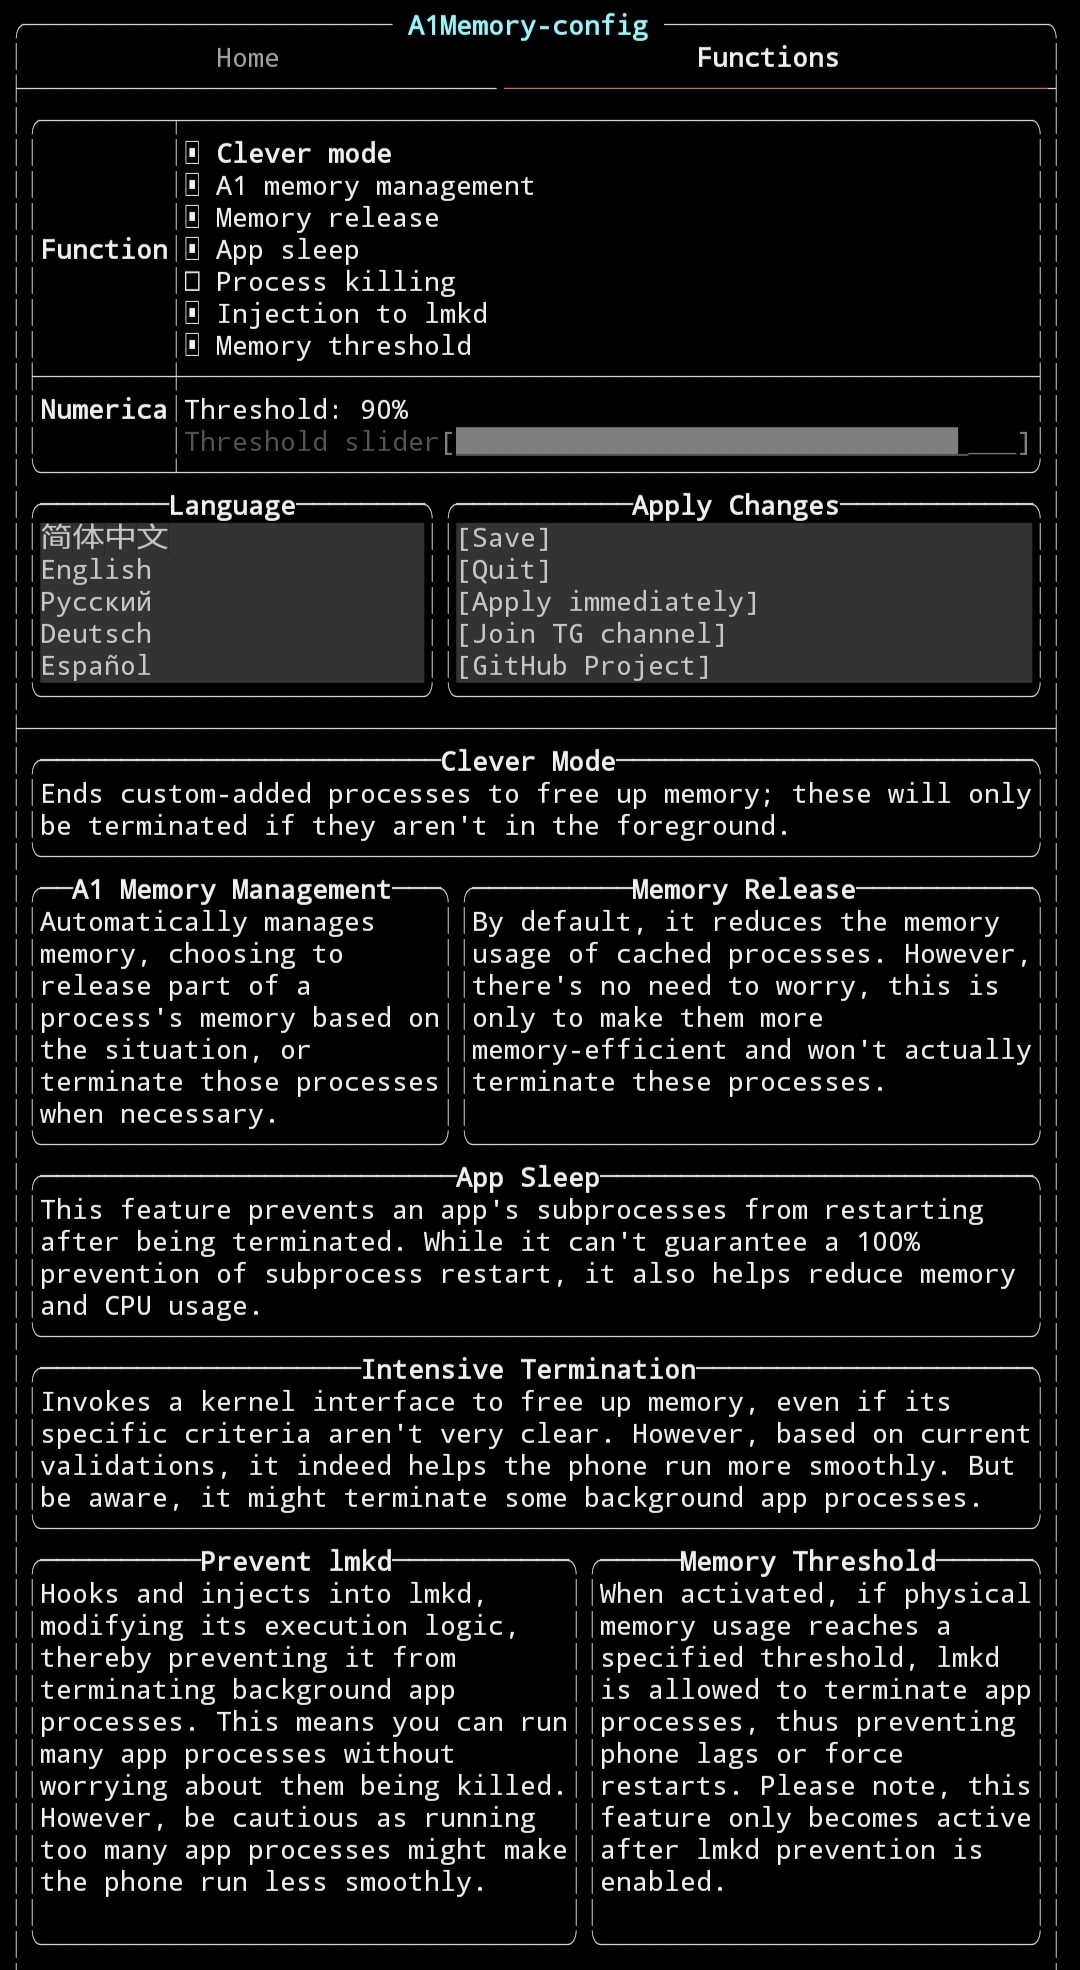 A1Memory-config
Home Functions
Clever mode
A1 memory management
Memory release
Function App sleep
Process killing
Injection to lmkd
Memory threshold
Numerica Threshold: 90%
Threshold slider[ ]
Language
简体中文
English
Русский
Deutsch
Español
Apply Changes
[Save]
[Quit]
[Apply immediately]
[Join TG channel]
[GitHub Project]
Clever Mode
Ends custom-added processes to free up memory; these will only
be terminated if they aren't in the foreground.
A1 Memory Management
Automatically manages
memory, choosing to
release part of a
process's memory based on
the situation, or
terminate those processes
when necessary.
Memory Release
By default, it reduces the memory
usage of cached processes. However,
there's no need to worry, this is
only to make them more
memory-efficient and won't actually
terminate these processes.
App Sleep
This feature prevents an app's subprocesses from restarting
after being terminated. While it can't guarantee a 100%
prevention of subprocess restart, it also helps reduce memory
and CPU usage.
Intensive Termination
Invokes a kernel interface to free up memory, even if its
specific criteria aren't very clear. However, based on current
validations, it indeed helps the phone run more smoothly. But
be aware, it might terminate some background app processes.
Prevent lmkd
Hooks and injects into lmkd,
modifying its execution logic,
thereby preventing it from
terminating background app
processes. This means you can run
many app processes without
worrying about them being killed.
However, be cautious as running
too many app processes might make
the phone run less smoothly.
Memory Threshold
When activated, if physical
memory usage reaches a
specified threshold, lmkd
is allowed to terminate app
processes, thus preventing
phone lags or force
restarts. Please note, this
feature only becomes active
after lmkd prevention is
enabled.